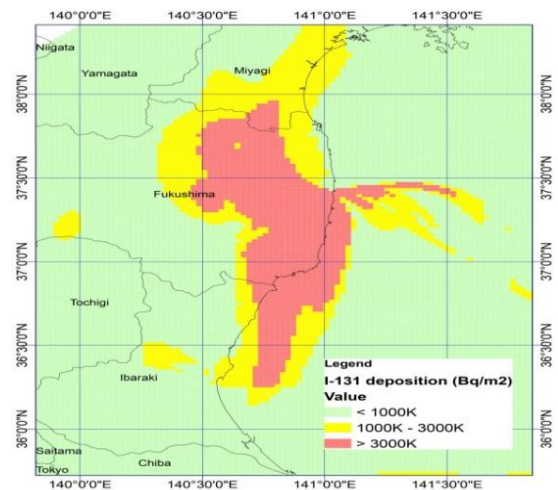 140°0'0"E 140°30'0"E 141°0'0"E 141°30'0"E
Niigata
Yamagata
Miyagi
38°0'0"N 38°0'0"N
37°30'0"N 37°30'0"N
Fukushima
37°0'0"N 37°0'0"N
Tochigi
36°30'0"N 36°30'0"N
Ibaraki
Legend
I-131 deposition (Bq/m2)
Value
< 1000K
1000K - 3000K
> 3000K
36°0'0"N 36°0'0"N
Saitama
Tokyo
Chiba
140°0'0"E 140°30'0"E 141°0'0"E 141°30'0"E